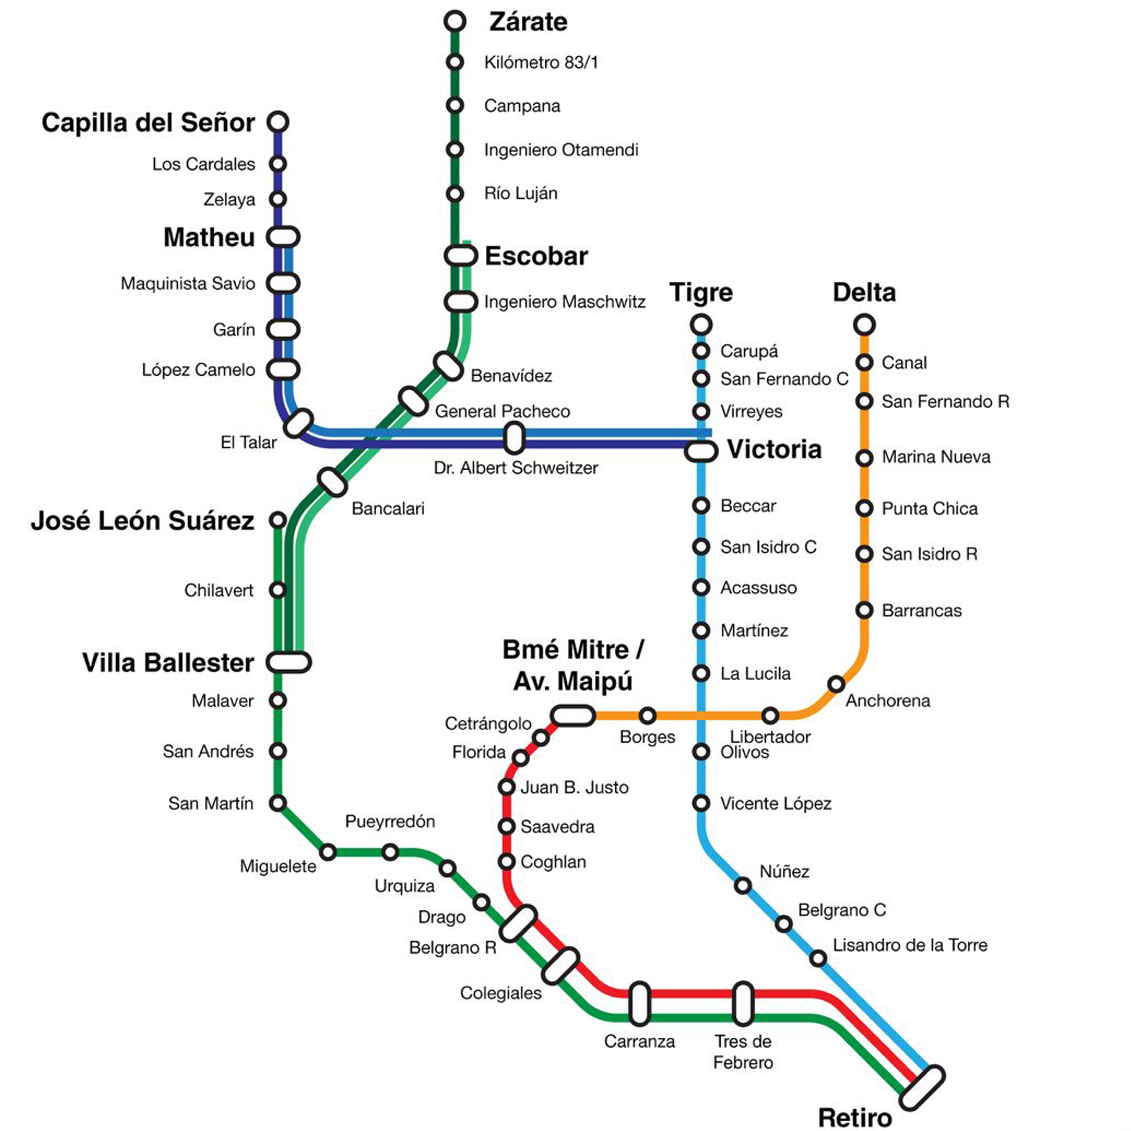 Zárate
Kilómetro 83/1
Campana
Ingeniero Otamendi
Río Luján
Escobar
Ingeniero Maschwitz
Benavídez
General Pacheco
Bancalari
Capilla del Señor
Los Cardales
Zelaya
Matheu
Maquinista Savio
Garín
López Camelo
El Talar
Dr. Albert Schweitzer
Tigre
Carupá
San Fernando C
Virreyes
Victoria
Beccar
San Isidro C
Acassuso
Martínez
La Lucila
Olivos
Vicente López
Núñez
Belgrano C
Lisandro de la Torre
Delta
Canal
San Fernando R
Marina Nueva
Punta Chica
San Isidro R
Barrancas
Anchorena
Libertador
Borges
Bmé Mitre /
Av. Maipú
Cetrángolo
Florida
Juan B. Justo
Saavedra
Coghlan
José León Suárez
Chilavert
Villa Ballester
Malaver
San Andrés
San Martín
Miguelete
Pueyrredón
Urquiza
Drago
Belgrano R
Colegiales
Carranza
Tres de
Febrero
Retiro